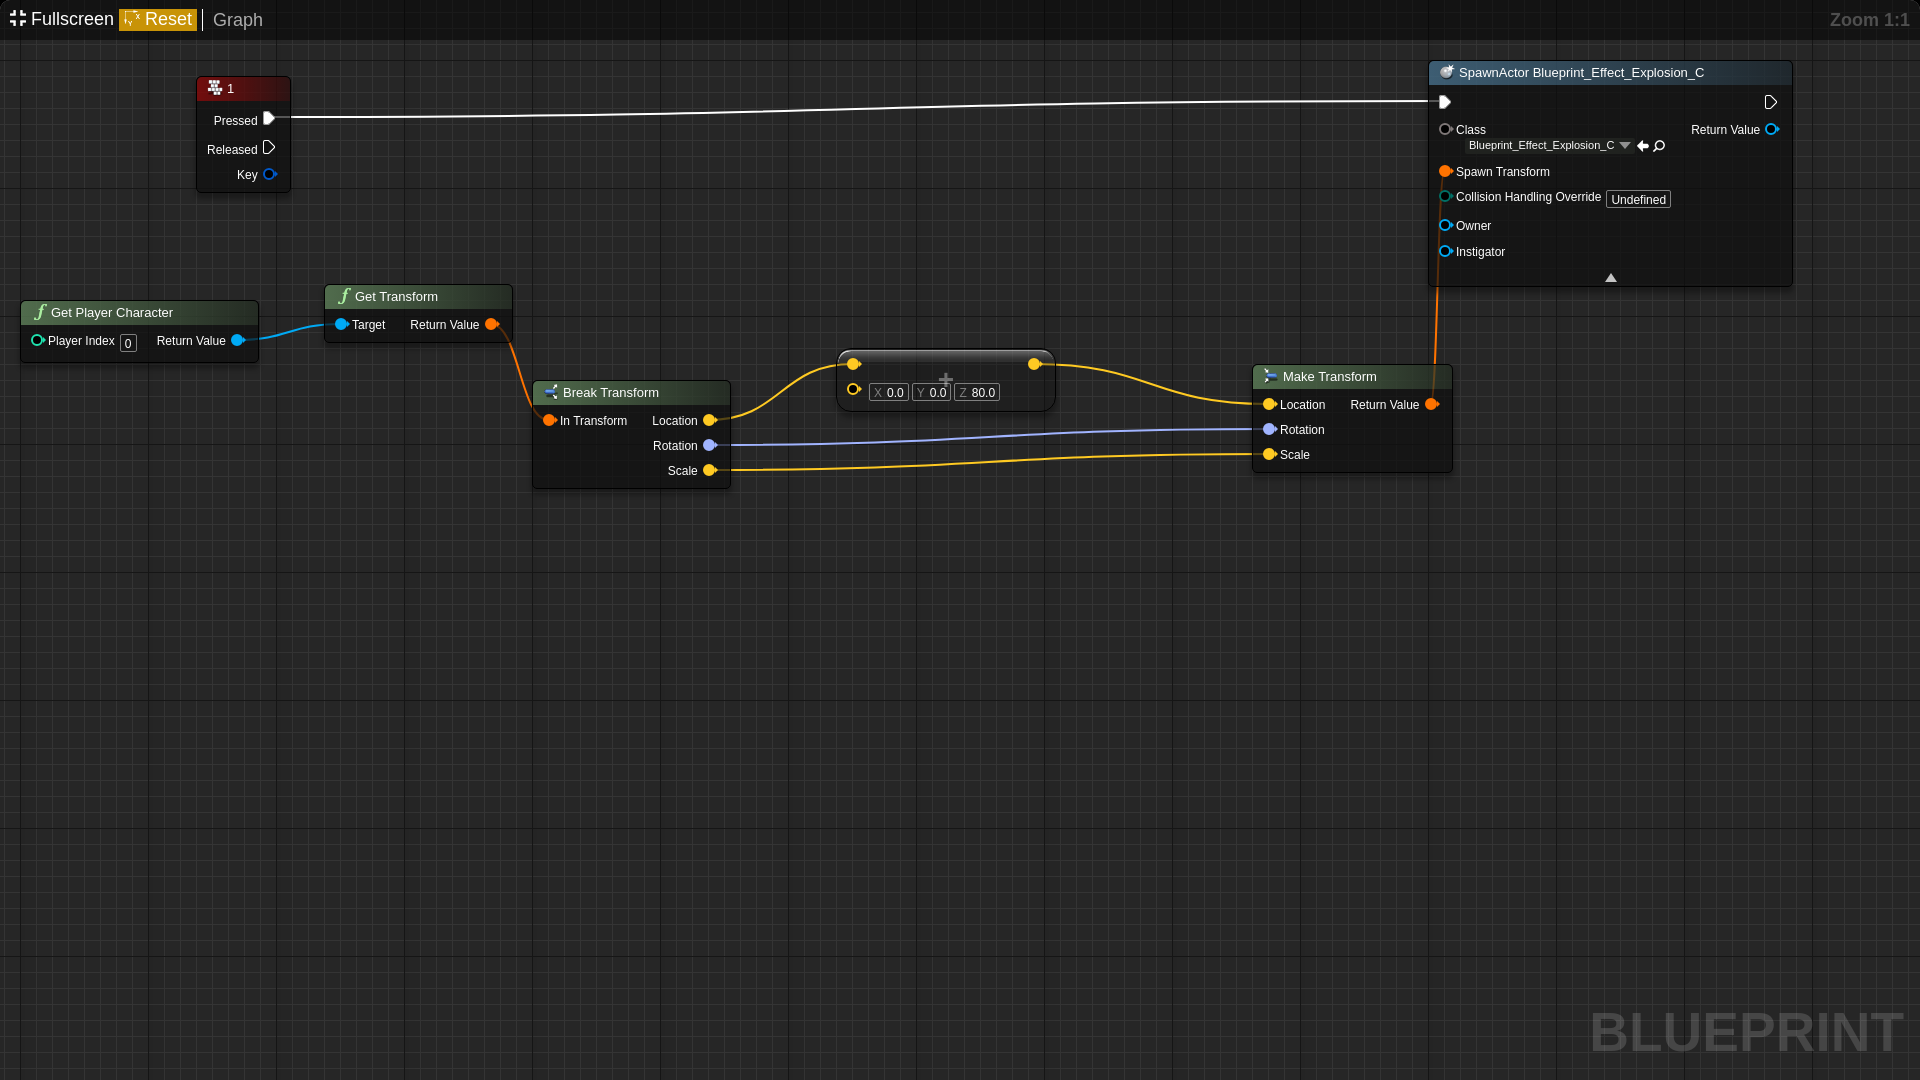 Fullscreen Reset Graph
Zoom 1:1
1
Pressed
Released
Key
SpawnActor Blueprint_Effect_Explosion_C
Class
Return Value
Blueprint_Effect_Explosion_C
Spawn Transform
Collision Handling Override Undefined
Owner
Instigator
Get Player Character
Player Index 0 Return Value
Get Transform
Target Return Value
Break Transform
In Transform Location
Rotation
Scale
+
X 0.0 Y 0.0 Z 80.0
Make Transform
Location Return Value
Rotation
Scale
BLUEPRINT